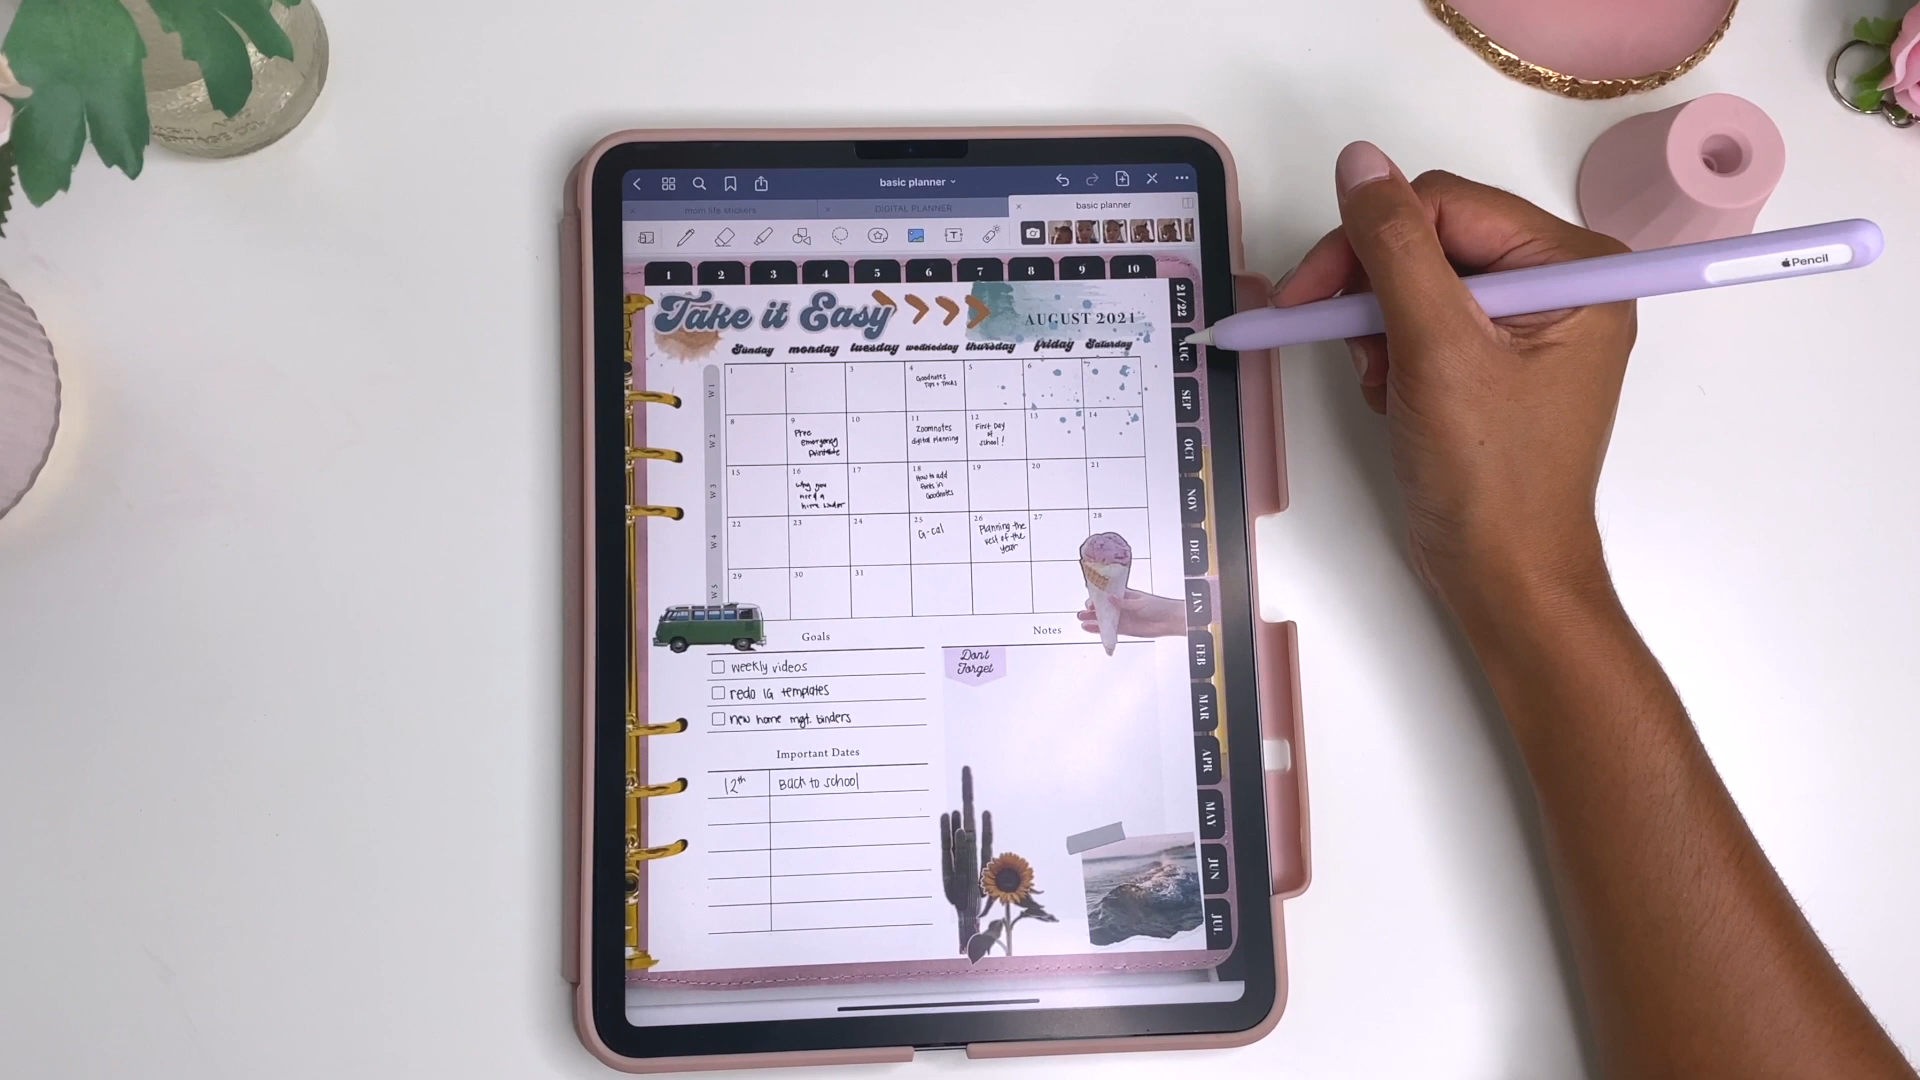 basic planner
mom life stickers
DIGITAL PLANNER
basic planner
1 2 3 4 5 6 7 8 9 10
Take it Easy
AUGUST 2021
Sunday monday tuesday wednesday thursday friday Saturday
W1
1 2 3 4 5 6 7
Goodnotes
Tips + Tricks
W2
8 9 10 11 12 13 14
Free
emergency
printable
Zoomnotes
digital planning
First Day
of
school!
W3
15 16 17 18 19 20 21
why you
need a
home binder
How to add
fonts in
Goodnotes
W4
22 23 24 25 26 27 28
G-cal
Planning the
rest of the
year
W5
29 30 31
Goals
weekly videos
redo IG templates
new home mgt. binders
Important Dates
12th Back to school
Notes
Dont
Forget
21/22
AUG
SEP
OCT
NOV
DEC
JAN
FEB
MAR
APR
MAY
JUN
JUL
Pencil